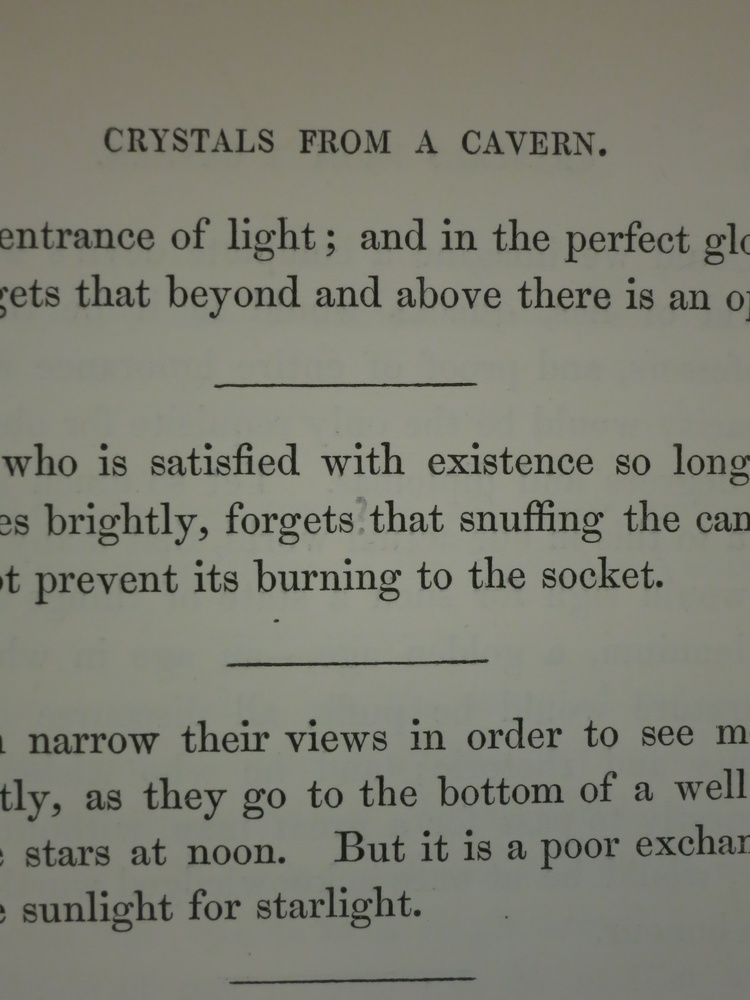 CRYSTALS FROM A CAVERN.
entrance of light; and in the perfect glo
gets that beyond and above there is an op
who is satisfied with existence so long
es brightly, forgets that snuffing the can
ot prevent its burning to the socket.
narrow their views in order to see m
tly, as they go to the bottom of a well
e stars at noon. But it is a poor exchan
e sunlight for starlight.